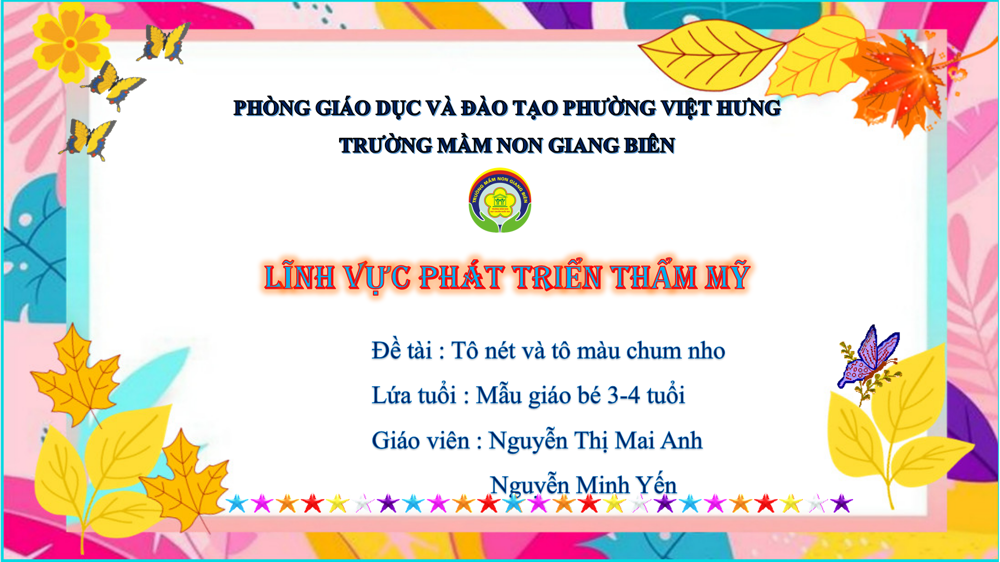 PHÒNG GIÁO DỤC VÀ ĐÀO TẠO PHƯỜNG VIỆT HƯNG
TRƯỜNG MẦM NON GIANG BIÊN
TRƯỜNG MẦM NON GIANG BIÊN
LĨNH VỰC PHÁT TRIỂN THẨM MỸ
Đề tài : Tô nét và tô màu chum nho
Lứa tuổi : Mẫu giáo bé 3-4 tuổi
Giáo viên : Nguyễn Thị Mai Anh
Nguyễn Minh Yến